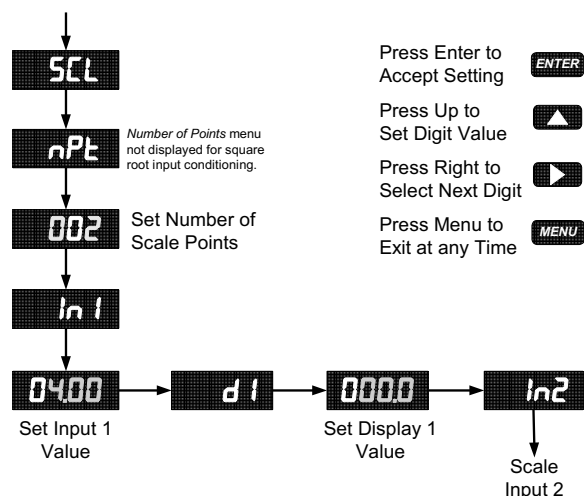 SCL
nPt
Number of Points menu
not displayed for square
root input conditioning.
002
Set Number of
Scale Points
In 1
04.00
Set Input 1
Value
d 1
000.0
Set Display 1
Value
In2
Scale
Input 2
Press Enter to
Accept Setting
ENTER
Press Up to
Set Digit Value
Press Right to
Select Next Digit
Press Menu to
Exit at any Time
MENU